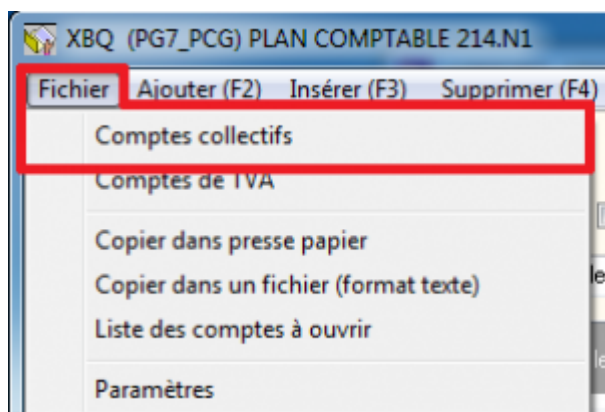 XBQ (PG7_PCG) PLAN COMPTABLE 214.N1
Fichier Ajouter (F2) Insérer (F3) Supprimer (F4)
Comptes collectifs
Comptes de TVA
Copier dans presse papier
Copier dans un fichier (format texte)
Liste des comptes à ouvrir
Paramètres